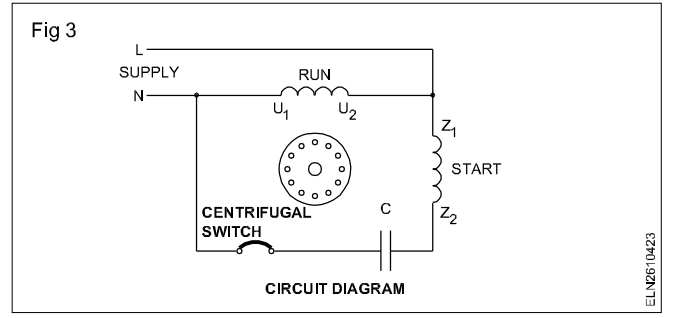 Fig 3
L
SUPPLY
N
RUN
U1 U2
Z1
START
Z2
CENTRIFUGAL
SWITCH
C
CIRCUIT DIAGRAM
ELN2610423